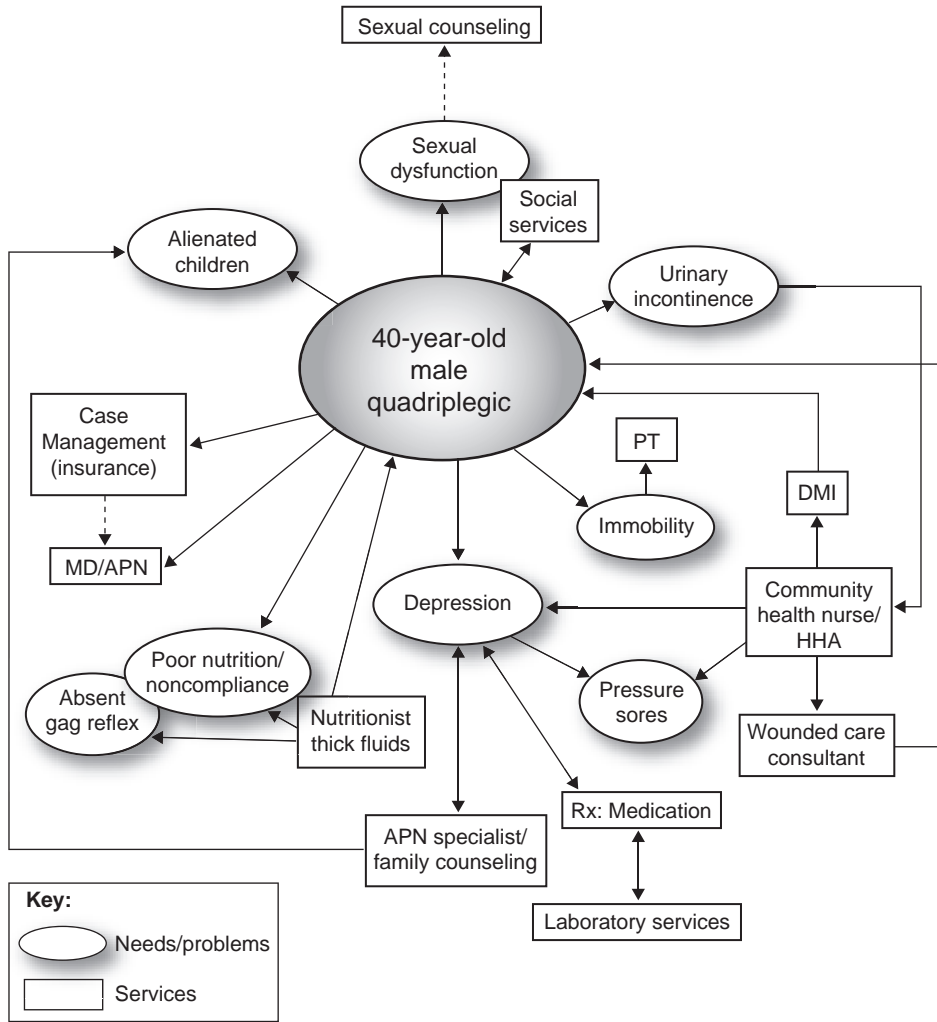 Sexual counseling
Sexual
dysfunction
Social
services
Alienated
children
Urinary
incontinence
40-year-old
male
quadriplegic
Case
Management
(insurance)
PT
DMI
Immobility
MD/APN
Depression
Community
health nurse/
HHA
Poor nutrition/
noncompliance
Absent
gag reflex
Nutritionist
thick fluids
Pressure
sores
Wounded care
consultant
Rx: Medication
APN specialist/
family counseling
Laboratory services
Key:
Needs/problems
Services